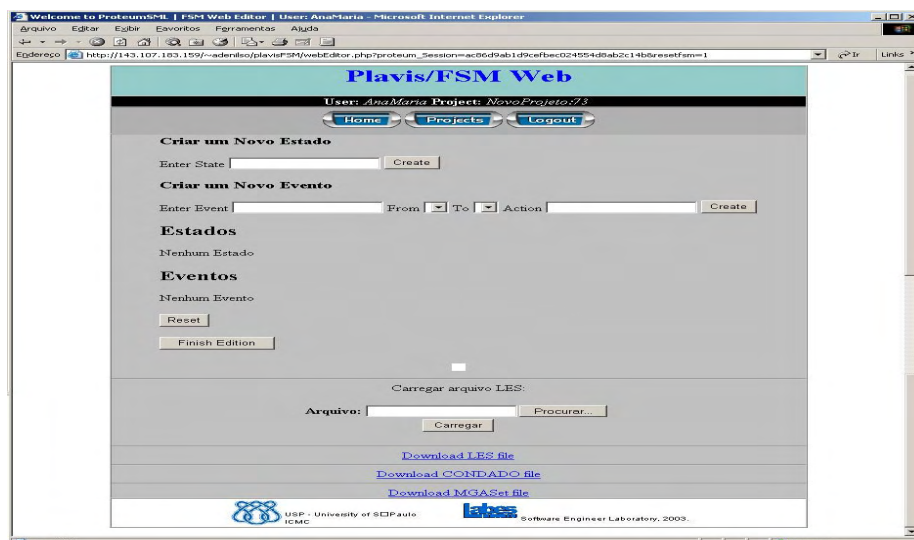 Welcome to ProteumSML | FSM Web Editor | User: AnaMaria - Microsoft Internet Explorer
Arquivo Editar Exibir Favoritos Ferramentas Ajuda
Endereço http://143.107.183.159/~adenilso/plavisFSM/webEditor.php?proteum_Session=ac86d9ab1d9cefbec024554d8ab2c14b&resetfsm=1 Ir Links
Plavis/FSM Web
User: AnaMaria Project: NovoProjeto:73
Home Projects Logout
Criar um Novo Estado
Enter State Create
Criar um Novo Evento
Enter Event From To Action Create
Estados
Nenhum Estado
Eventos
Nenhum Evento
Reset
Finish Edition
Carregar arquivo LES:
Arquivo: Procurar...
Carregar
Download LES file
Download CONDADO file
Download MGASet file
USP - University of S□Paulo
ICMC
labes Software Engineer Laboratory, 2003.